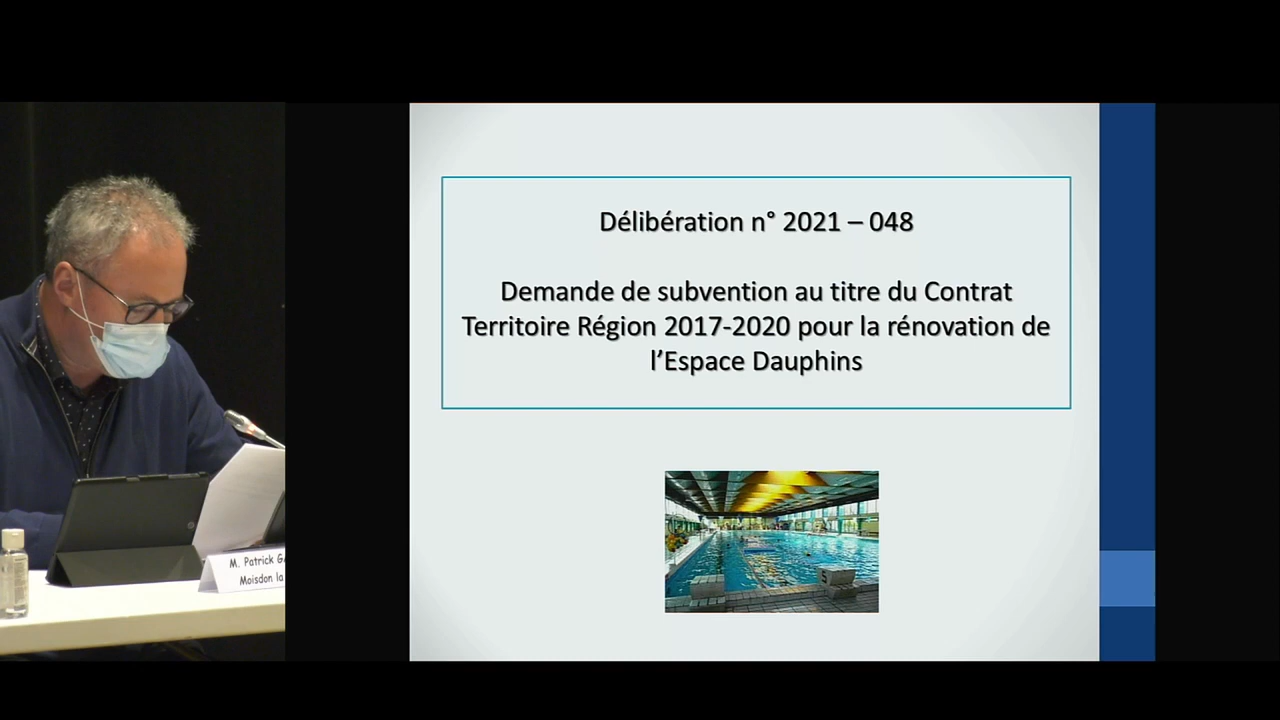 Délibération n° 2021 – 048
Demande de subvention au titre du Contrat
Territoire Région 2017-2020 pour la rénovation de
l'Espace Dauphins
M. Patrick
Moisdon la
5